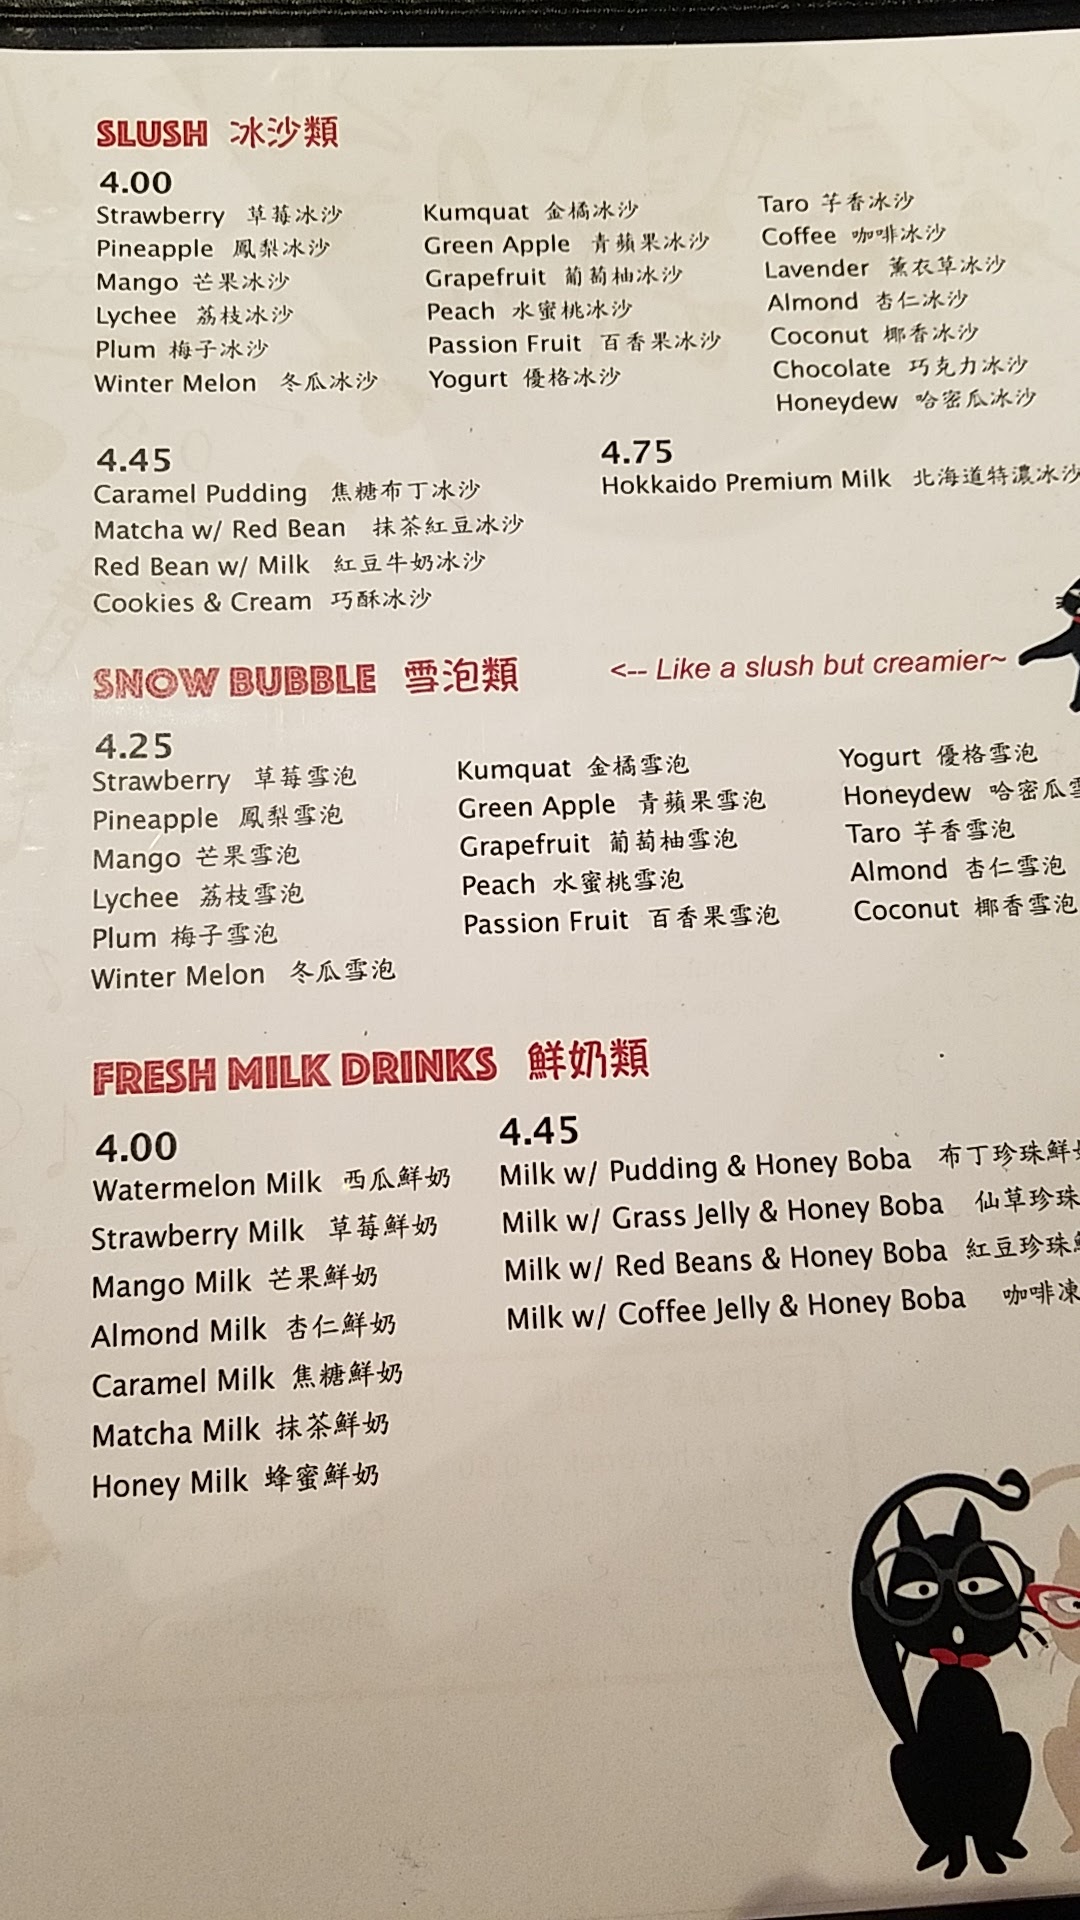 SLUSH 冰沙類
4.00
Strawberry 草莓冰沙
Pineapple 鳳梨冰沙
Mango 芒果冰沙
Lychee 荔枝冰沙
Plum 梅子冰沙
Winter Melon 冬瓜冰沙
Kumquat 金橘冰沙
Green Apple 青蘋果冰沙
Grapefruit 葡萄柚冰沙
Peach 水蜜桃冰沙
Passion Fruit 百香果冰沙
Yogurt 優格冰沙
Taro 芋香冰沙
Coffee 咖啡冰沙
Lavender 薰衣草冰沙
Almond 杏仁冰沙
Coconut 椰香冰沙
Chocolate 巧克力冰沙
Honeydew 哈密瓜冰沙
4.45
Caramel Pudding 焦糖布丁冰沙
Matcha w/ Red Bean 抹茶紅豆冰沙
Red Bean w/ Milk 紅豆牛奶冰沙
Cookies & Cream 巧酥冰沙
4.75
Hokkaido Premium Milk 北海道特濃冰沙
SNOW BUBBLE 雪泡類
<-- Like a slush but creamier~
4.25
Strawberry 草莓雪泡
Pineapple 鳳梨雪泡
Mango 芒果雪泡
Lychee 荔枝雪泡
Plum 梅子雪泡
Winter Melon 冬瓜雪泡
Kumquat 金橘雪泡
Green Apple 青蘋果雪泡
Grapefruit 葡萄柚雪泡
Peach 水蜜桃雪泡
Passion Fruit 百香果雪泡
Yogurt 優格雪泡
Honeydew 哈密瓜雪
Taro 芋香雪泡
Almond 杏仁雪泡
Coconut 椰香雪泡
FRESH MILK DRINKS 鮮奶類
4.00
Watermelon Milk 西瓜鮮奶
Strawberry Milk 草莓鮮奶
Mango Milk 芒果鮮奶
Almond Milk 杏仁鮮奶
Caramel Milk 焦糖鮮奶
Matcha Milk 抹茶鮮奶
Honey Milk 蜂蜜鮮奶
4.45
Milk w/ Pudding & Honey Boba 布丁珍珠鮮奶
Milk w/ Grass Jelly & Honey Boba 仙草珍珠
Milk w/ Red Beans & Honey Boba 紅豆珍珠鮮
Milk w/ Coffee Jelly & Honey Boba 咖啡凍